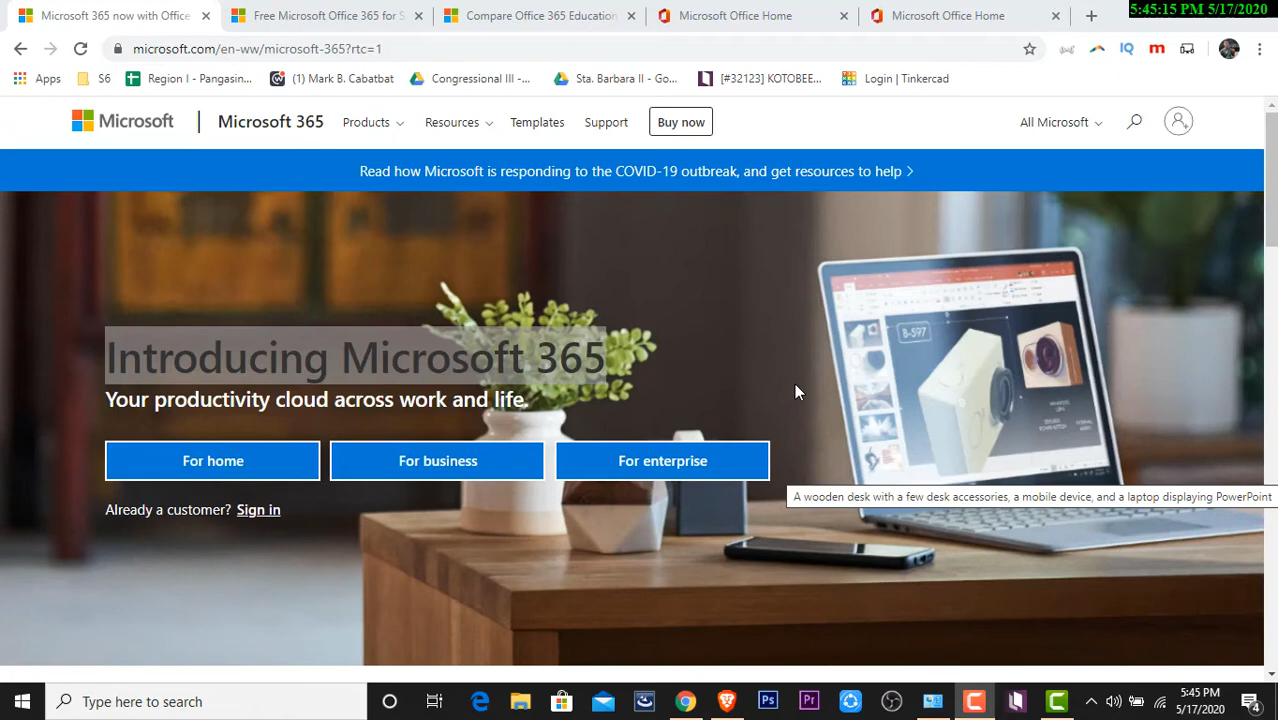 5:45:15 PM 5/17/2020
Microsoft 365 now with Office
Free Microsoft Office 365 for S
Compare Office 365 Education
Microsoft Office Home
Microsoft Office Home
microsoft.com/en-ww/microsoft-365?rtc=1
Apps
S6
Region I - Pangasin...
(1) Mark B. Cabatbat
Congressional III -...
Sta. Barbara II - Go...
[#32123] KOTOBEE...
Login | Tinkercad
Microsoft
Microsoft 365
Products
Resources
Templates
Support
Buy now
All Microsoft
Read how Microsoft is responding to the COVID-19 outbreak, and get resources to help >
B-S97
Introducing Microsoft 365
Your productivity cloud across work and life.
For home
For business
For enterprise
A wooden desk with a few desk accessories, a mobile device, and a laptop displaying PowerPoint
Already a customer? Sign in
Type here to search
5:45 PM
5/17/2020
4